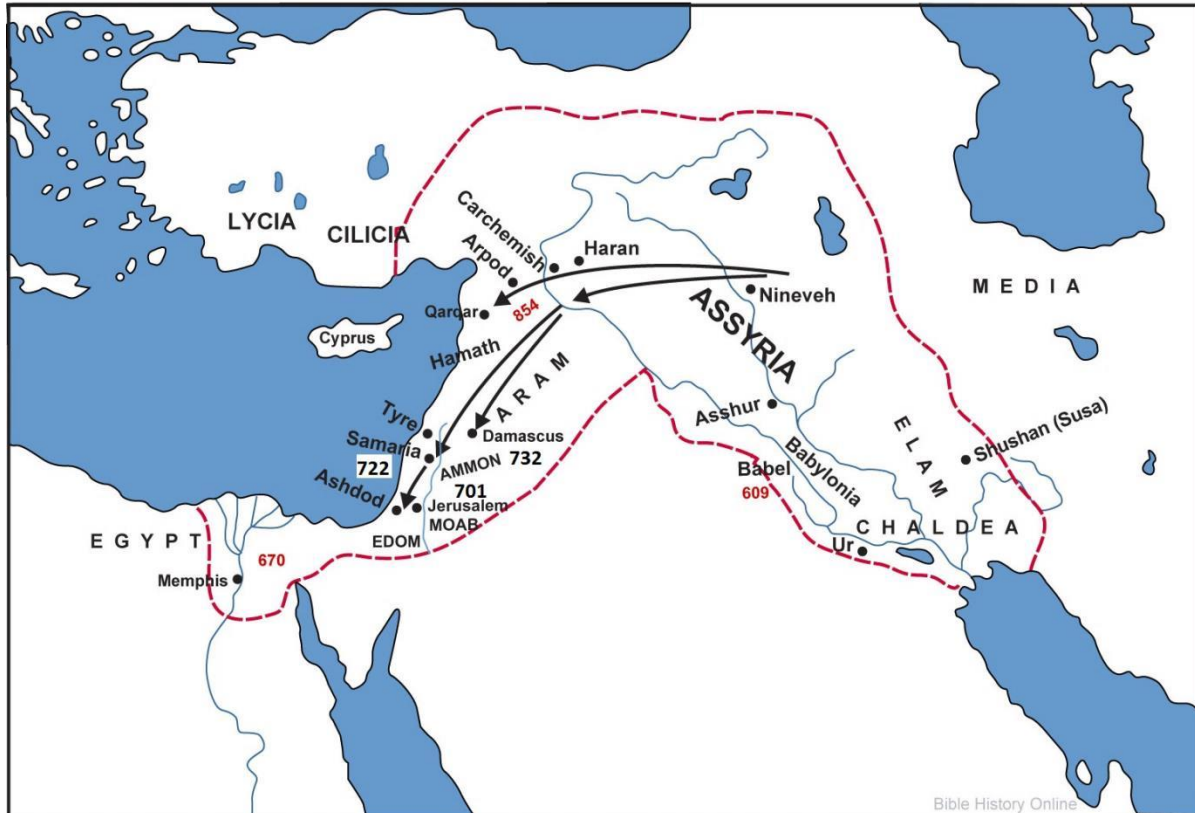 LYCIA
CILICIA
Carchemish
Arpod
Haran
Nineveh
MEDIA
Qarqar
854
ASSYRIA
Cyprus
Hamath
ARAM
Asshur
Tyre
Damascus
732
Samaria
722
AMMON
701
Babylonia
Babel
609
ELAM
Shushan (Susa)
Ashdod
Jerusalem
MOAB
EDOM
CHALDEA
Ur
EGYPT
670
Memphis
Bible History Online